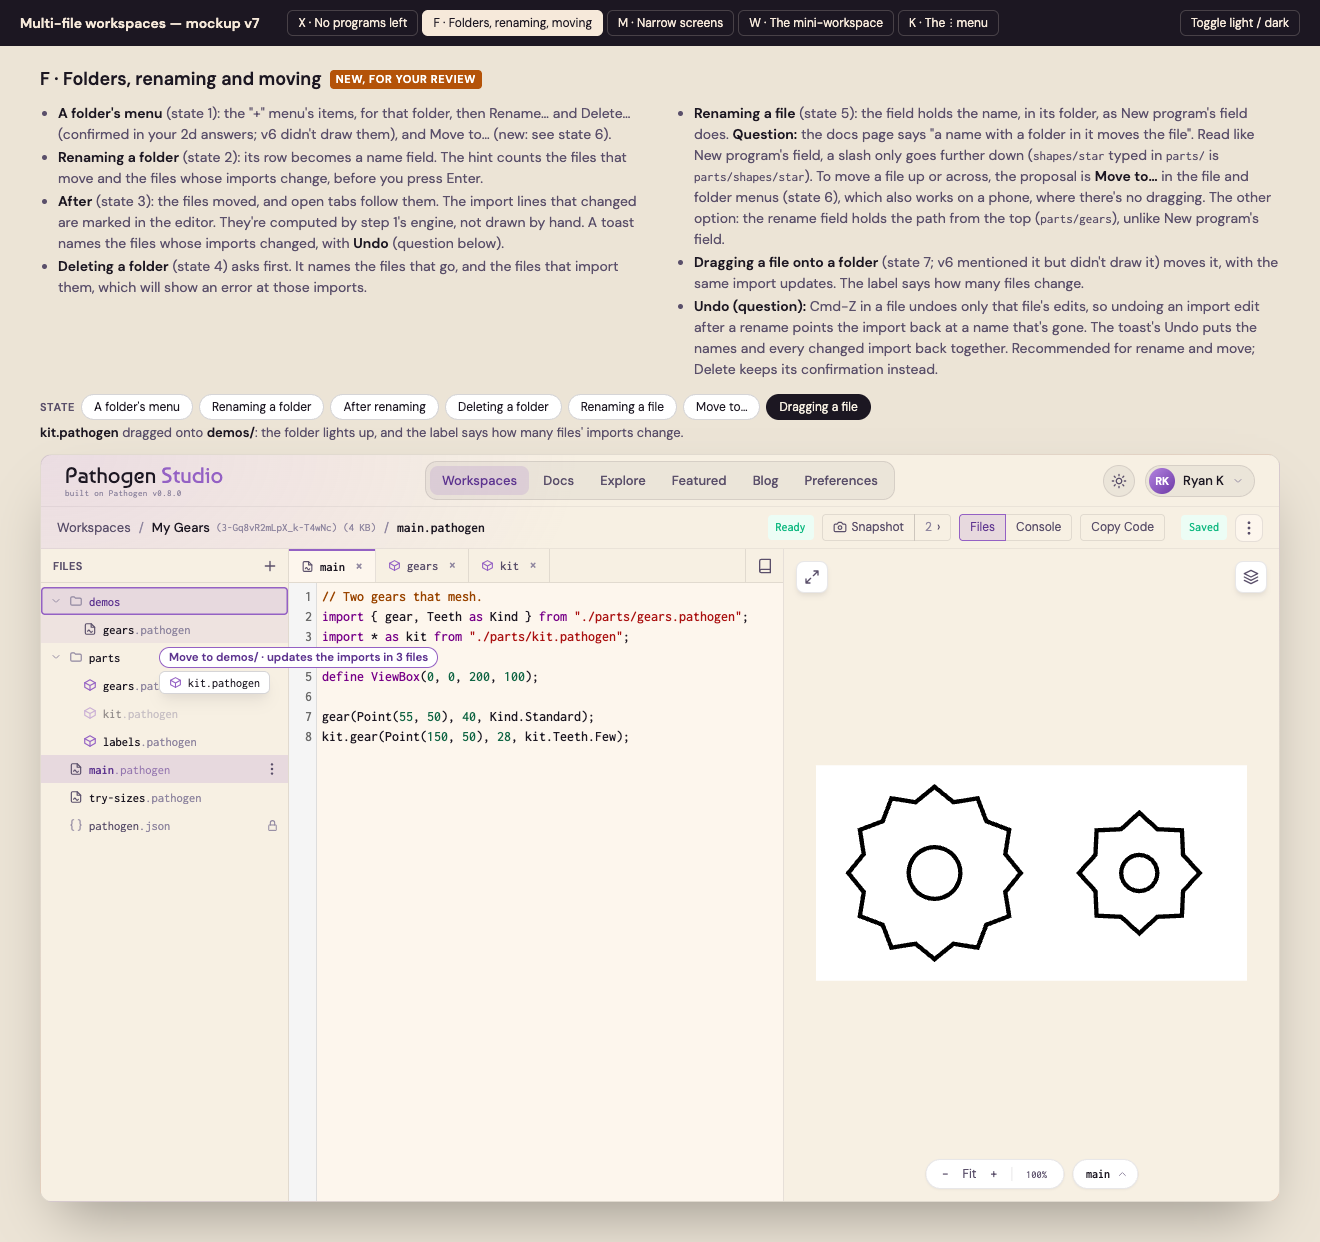 Multi-file workspaces — mockup v7
X · No programs left
F · Folders, renaming, moving
M · Narrow screens
W · The mini-workspace
K · The ⋮ menu
Toggle light / dark
F · Folders, renaming and moving
NEW, FOR YOUR REVIEW
• A folder's menu (state 1): the "+" menu's items, for that folder, then Rename… and Delete…
(confirmed in your 2d answers; v6 didn't draw them), and Move to… (new: see state 6).
• Renaming a folder (state 2): its row becomes a name field. The hint counts the files that
move and the files whose imports change, before you press Enter.
• After (state 3): the files moved, and open tabs follow them. The import lines that changed
are marked in the editor. They're computed by step 1's engine, not drawn by hand. A toast
names the files whose imports changed, with Undo (question below).
• Deleting a folder (state 4) asks first. It names the files that go, and the files that import
them, which will show an error at those imports.
• Renaming a file (state 5): the field holds the name, in its folder, as New program's field
does. Question: the docs page says "a name with a folder in it moves the file". Read like
New program's field, a slash only goes further down (shapes/star typed in parts/ is
parts/shapes/star). To move a file up or across, the proposal is Move to… in the file and
folder menus (state 6), which also works on a phone, where there's no dragging. The other
option: the rename field holds the path from the top (parts/gears), unlike New program's
field.
• Dragging a file onto a folder (state 7; v6 mentioned it but didn't draw it) moves it, with the
same import updates. The label says how many files change.
• Undo (question): Cmd-Z in a file undoes only that file's edits, so undoing an import edit
after a rename points the import back at a name that's gone. The toast's Undo puts the
names and every changed import back together. Recommended for rename and move;
Delete keeps its confirmation instead.
STATE
A folder's menu
Renaming a folder
After renaming
Deleting a folder
Renaming a file
Move to…
Dragging a file
kit.pathogen dragged onto demos/: the folder lights up, and the label says how many files' imports change.
Pathogen Studio
built on Pathogen v0.8.0
Workspaces
Docs
Explore
Featured
Blog
Preferences
RK
Ryan K
Workspaces / My Gears (3-Gq8vR2mLpX_k-T4wNc) (4 KB) / main.pathogen
Ready
Snapshot
2 ›
Files
Console
Copy Code
Saved
FILES
+
main ×
gears ×
kit ×
demos
gears.pathogen
parts
gears.pat
kit.pathogen
labels.pathogen
main.pathogen
try-sizes.pathogen
{} pathogen.json
Move to demos/ · updates the imports in 3 files
kit.pathogen
1 // Two gears that mesh.
2 import { gear, Teeth as Kind } from "./parts/gears.pathogen";
3 import * as kit from "./parts/kit.pathogen";
5 define ViewBox(0, 0, 200, 100);
6
7 gear(Point(55, 50), 40, Kind.Standard);
8 kit.gear(Point(150, 50), 28, kit.Teeth.Few);
− Fit + 100%
main